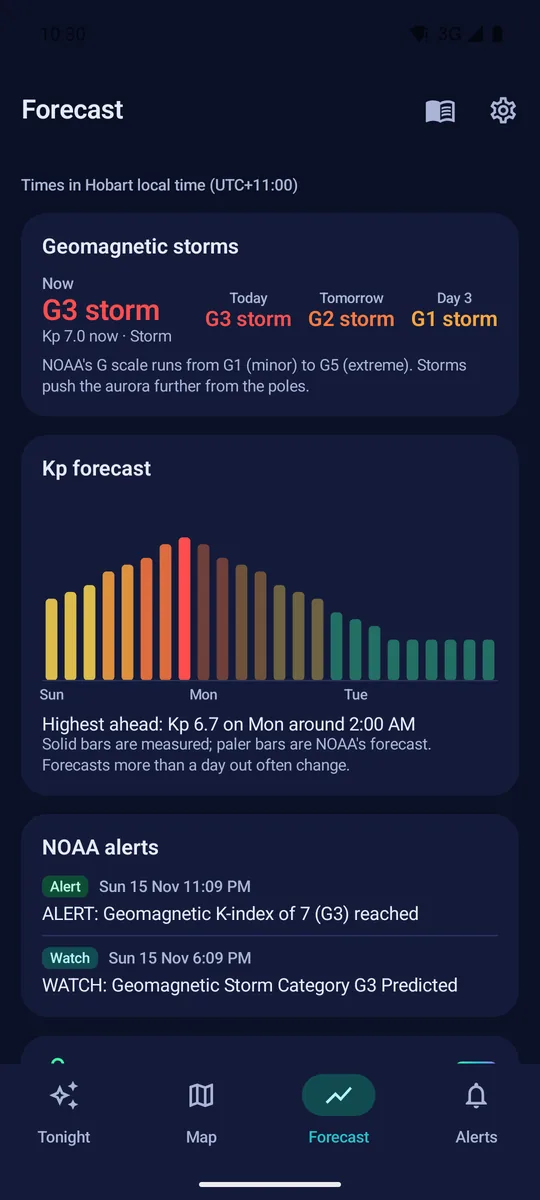 10:30
3G
Forecast
Times in Hobart local time (UTC+11:00)
Geomagnetic storms
Now
G3 storm
Kp 7.0 now · Storm
Today
G3 storm
Tomorrow
G2 storm
Day 3
G1 storm
NOAA's G scale runs from G1 (minor) to G5 (extreme). Storms
push the aurora further from the poles.
Kp forecast
Sun
Mon
Tue
Highest ahead: Kp 6.7 on Mon around 2:00 AM
Solid bars are measured; paler bars are NOAA's forecast.
Forecasts more than a day out often change.
NOAA alerts
Alert
Sun 15 Nov 11:09 PM
ALERT: Geomagnetic K-index of 7 (G3) reached
Watch
Sun 15 Nov 6:09 PM
WATCH: Geomagnetic Storm Category G3 Predicted
Tonight
Map
Forecast
Alerts